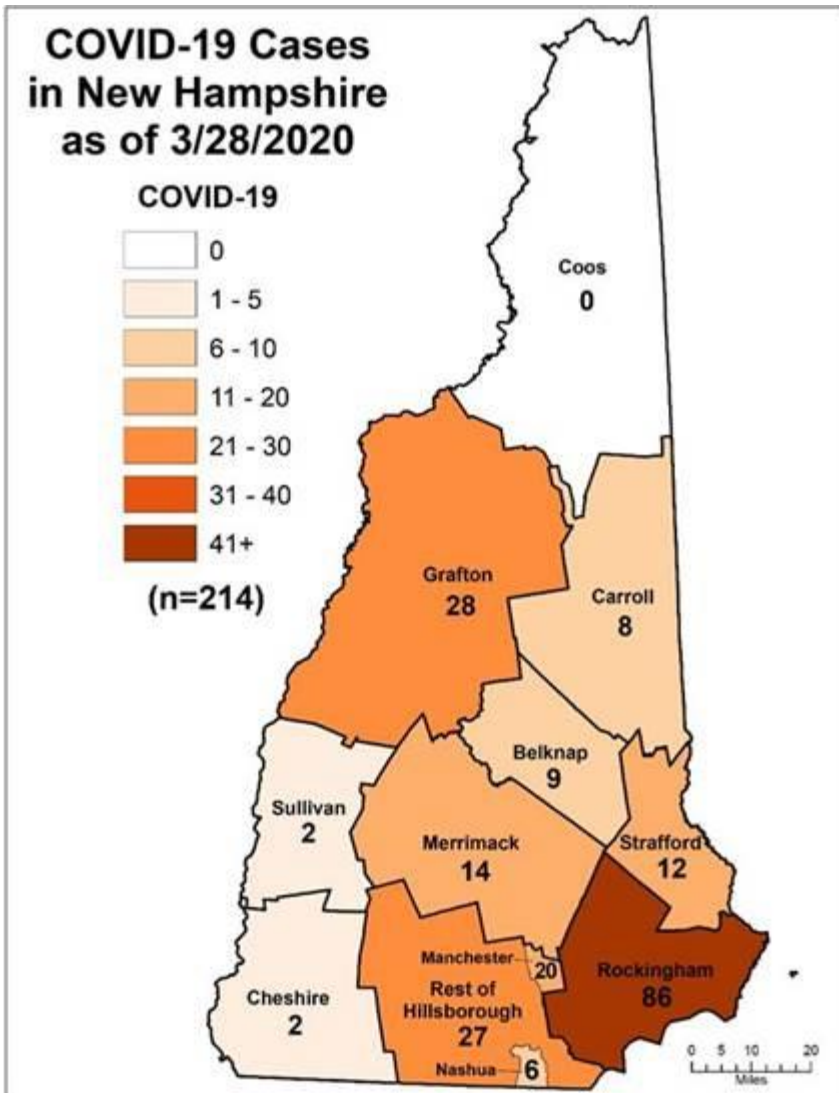 COVID-19 Cases
in New Hampshire
as of 3/28/2020
COVID-19
0
1 - 5
6 - 10
11 - 20
21 - 30
31 - 40
41+
(n=214)
Coos
0
Grafton
28
Carroll
8
Belknap
9
Sullivan
2
Merrimack
14
Strafford
12
Manchester
20
Rockingham
86
Cheshire
2
Rest of
Hillsborough
27
Nashua
6
0 5 10 20
Miles